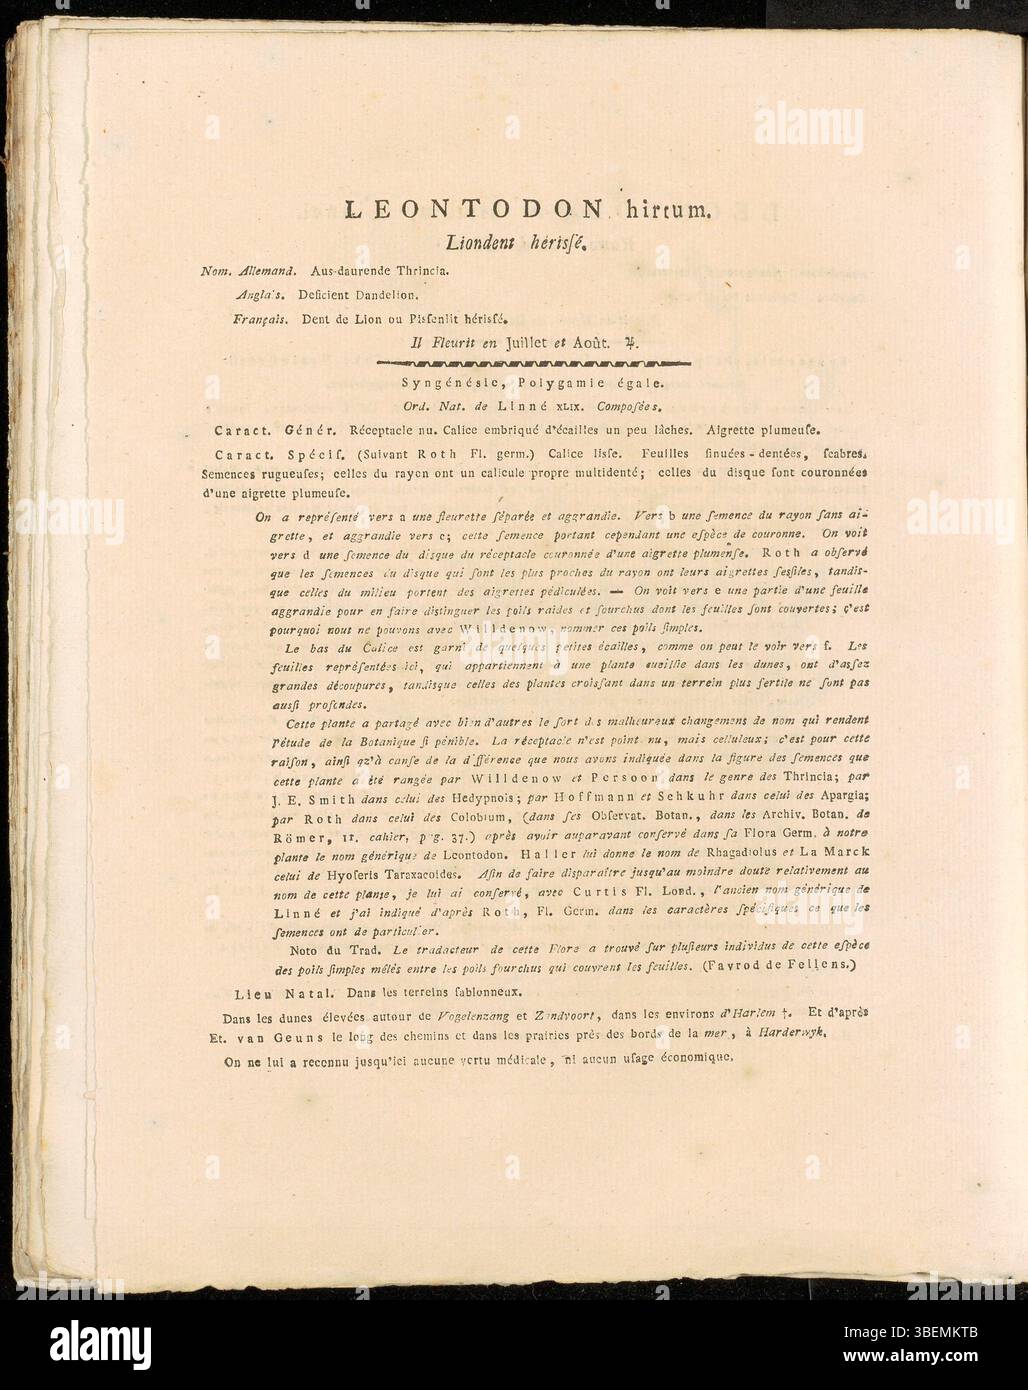 LEONTODON hirtum.
Liondent hérisſé.
Nom. Allemand. Aus-daurende Thrincia.
Anglais. Deficient Dandelion.
Français. Dent de Lion ou Piſſenlit hérisſé.
Il Fleurit en Juillet et Août. ♃.
Syngénésie, Polygamie égale.
Ord. Nat. de Linné XLIX. Compoſées.
Caract. Génér. Réceptacle nu. Calice embriqué d'écailles un peu lâches. Aigrette plumeuſe.
Caract. Spécif. (Suivant Roth Fl. germ.) Calice lisſe. Feuilles ſinuées-dentées, ſcabres.
Semences rugueuſes; celles du rayon ont un calicule propre multidenté; celles du disque ſont couronnées
d'une aigrette plumeuſe.
On a repréſenté vers a une fleurette ſéparée et aggrandie. Vers b une ſemence du rayon ſans ai-
grette, et aggrandie vers c; cette ſemence portant cependant une eſpèce de couronne. On voit
vers d une ſemence du disque du réceptacle couronnée d'une aigrette plumenſe. Roth a obſervé
que les ſemences du disque qui ſont les plus proches du rayon ont leurs aigrettes ſesſiles, tandis-
que celles du milieu portent des aigrettes pédiculées. — On voit vers e une partie d'une feuille
aggrandie pour en faire distinguer les poils raides et fourchus dont les feuilles ſont couvertes; c'est
pourquoi nout ne pouvons avec Willdenow, nommer ces poils ſimples.
Le bas du Calice est garni de quelques petites écailles, comme on peut le voir vers f. Les
feuilles repréſentées ici, qui appartiennent à une plante cueillie dans les dunes, ont d'asſez
grandes découpures, tandisque celles des plantes croisſant dans un terrein plus fertile ne ſont pas
ausſi profondes.
Cette plante a partagé avec bien d'autres le ſort des malheureux changemens de nom qui rendent
l'étude de la Botanique ſi pénible. La réceptacle n'est point nu, mais celluleux; c'est pour cette
raiſon, ainſi qu'à cauſe de la différence que nous avons indiquée dans la figure des ſemences que
cette plante a été rangée par Willdenow et Persoon dans le genre des Thrincia; par
J. E. Smith dans celui des Hedypnois; par Hoffmann et Schkuhr dans celui des Apargia;
par Roth dans celui des Colobium, (dans ſes Obſervat. Botan., dans les Archiv. Botan. de
Römer, II. cahier, pag. 37.) après avoir auparavant conſervé dans ſa Flora Germ. à notre
plante le nom générique de Leontodon. Haller lui donne le nom de Rhagadiolus et La Marck
celui de Hyoſeris Taraxacoides. Afin de faire disparaître jusqu'au moindre doute relativement au
nom de cette plante, je lui ai conſervé, avec Curtis Fl. Lond., l'ancien nom générique de
Linné et j'ai indiqué d'après Roth, Fl. Germ. dans les caractères ſpécifiques ce que les
ſemences ont de particulier.
Noto du Trad. Le traducteur de cette Flore a trouvé ſur pluſieurs individus de cette eſpèce
des poils ſimples mêlés entre les poils fourchus qui couvrent les feuilles. (Favrod de Fellens.)
Lieu Natal. Dans les terreins ſablonneux.
Dans les dunes élevées autour de Vogelenzang et Zandvoort, dans les environs d'Harlem †. Et d'après
Et. van Geuns le long des chemins et dans les prairies près des bords de la mer, à Harderwyk.
On ne lui a reconnu jusqu'ici aucune vertu médicale, ni aucun uſage économique.
alamy
alamy
alamy
alamy
alamy
Image ID: 3BEMKTB
www.alamy.com